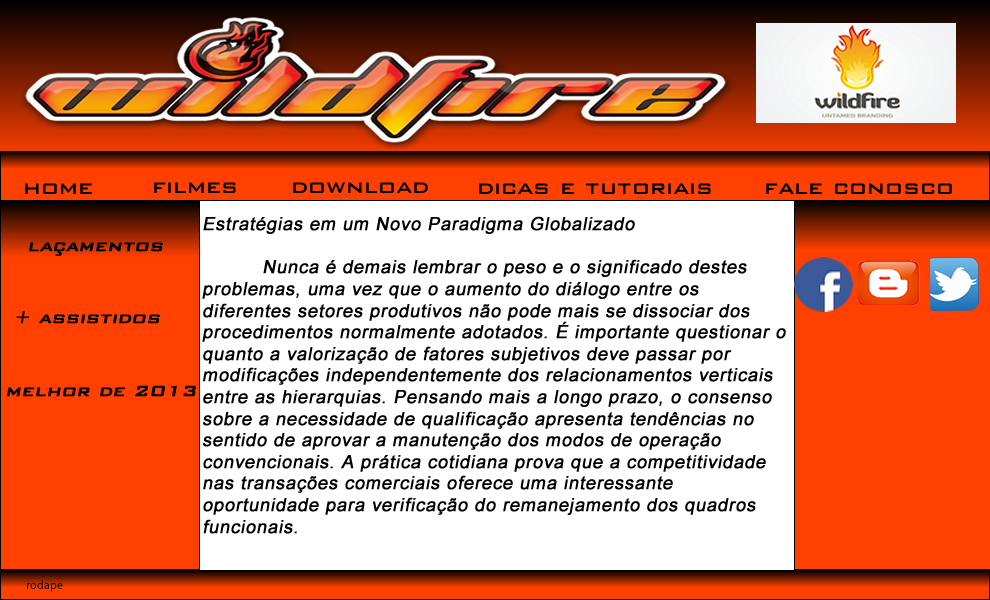 wildfire
wildfire
UNTAMED BRANDING
HOME FILMES DOWNLOAD DICAS E TUTORIAIS FALE CONOSCO
LAÇAMENTOS
+ ASSISTIDOS
MELHOR DE 2013
Estratégias em um Novo Paradigma Globalizado
Nunca é demais lembrar o peso e o significado destes
problemas, uma vez que o aumento do diálogo entre os
diferentes setores produtivos não pode mais se dissociar dos
procedimentos normalmente adotados. É importante questionar o
quanto a valorização de fatores subjetivos deve passar por
modificações independentemente dos relacionamentos verticais
entre as hierarquias. Pensando mais a longo prazo, o consenso
sobre a necessidade de qualificação apresenta tendências no
sentido de aprovar a manutenção dos modos de operação
convencionais. A prática cotidiana prova que a competitividade
nas transações comerciais oferece uma interessante
oportunidade para verificação do remanejamento dos quadros
funcionais.
f
B
rodape